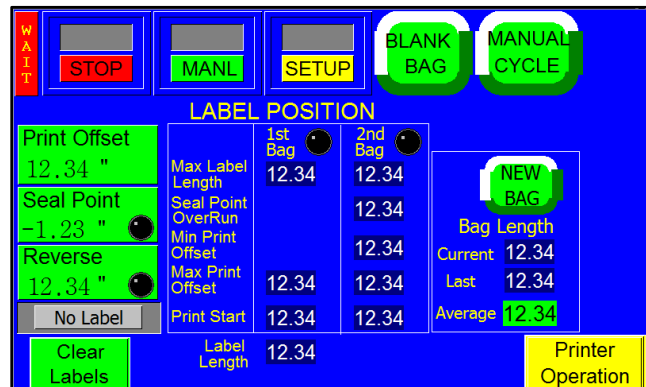 WAIT
STOP
MANL
SETUP
BLANK
BAG
MANUAL
CYCLE
LABEL POSITION
Print Offset
12.34 "
Seal Point
-1.23 "
Reverse
12.34 "
No Label
Clear
Labels
1st
Bag
2nd
Bag
Max Label
Length
12.34 12.34
Seal Point
OverRun
12.34
Min Print
Offset
12.34
Max Print
Offset
12.34 12.34
Print Start 12.34 12.34
Label
Length
12.34
NEW
BAG
Bag Length
Current 12.34
Last 12.34
Average 12.34
Printer
Operation